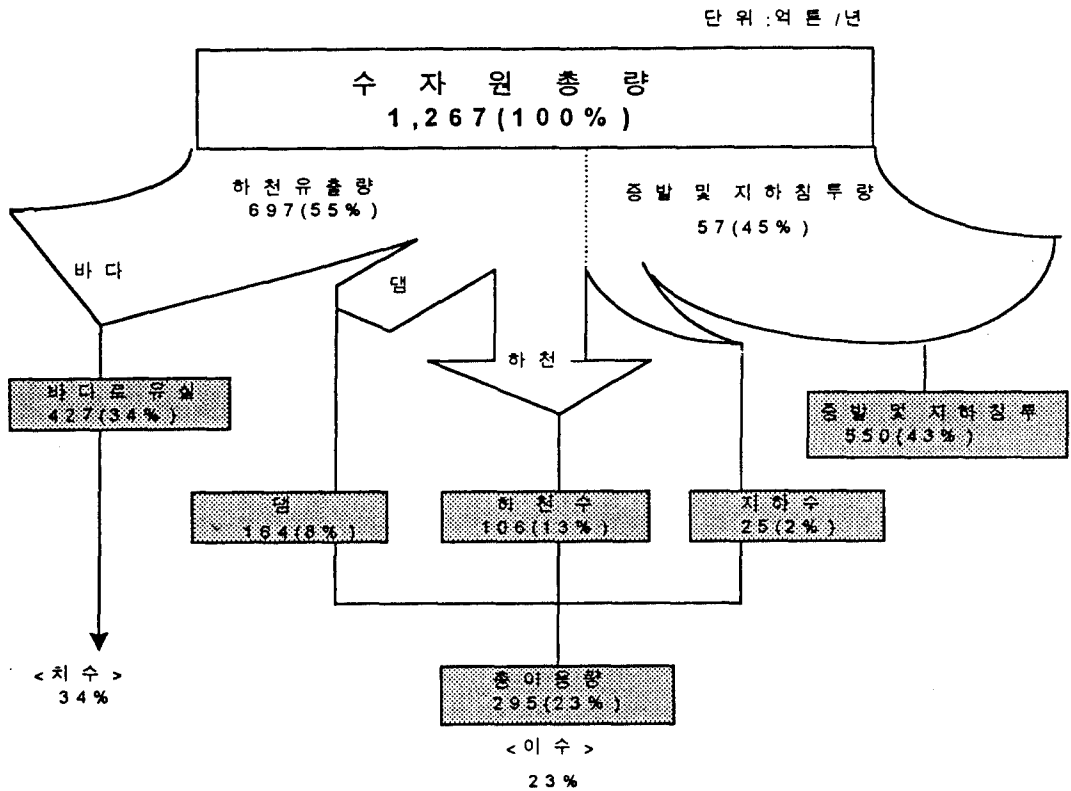 단위 :억톤 /년
수 자 원 총 량
1,267(100%)
하천유출량
697(55%)
증발 및 지하침투량
57(45%)
바다
댐
하천
바다로 유실
427(34%)
증발 및 지하침투
550(43%)
댐
164(8%)
하천수
106(13%)
지하수
25(2%)
<치수>
34%
총이용량
295(23%)
<이수>
23%